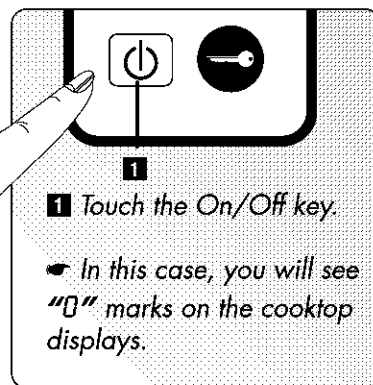 1
1 Touch the On/Off key.
☛ In this case, you will see
"0" marks on the cooktop
displays.